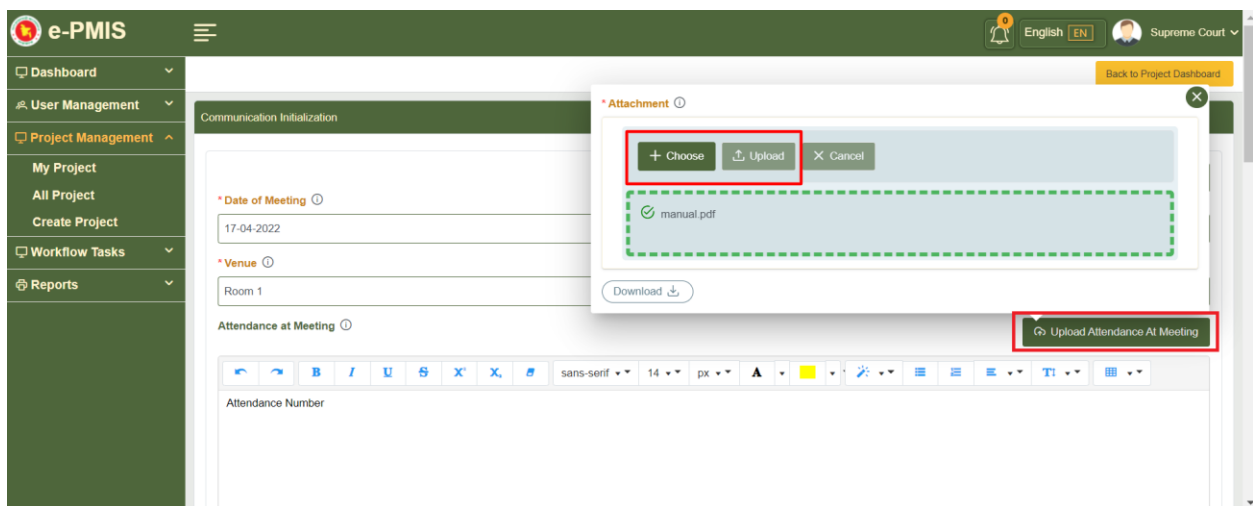 e-PMIS
0
English EN
Supreme Court
Dashboard
User Management
Project Management
My Project
All Project
Create Project
Workflow Tasks
Reports
Back to Project Dashboard
Communication Initialization
* Date of Meeting
17-04-2022
* Venue
Room 1
Attendance at Meeting
* Attachment
Choose
Upload
Cancel
manual.pdf
Download
Upload Attendance At Meeting
B I U S X² X₂ sans-serif 14 px A T
Attendance Number